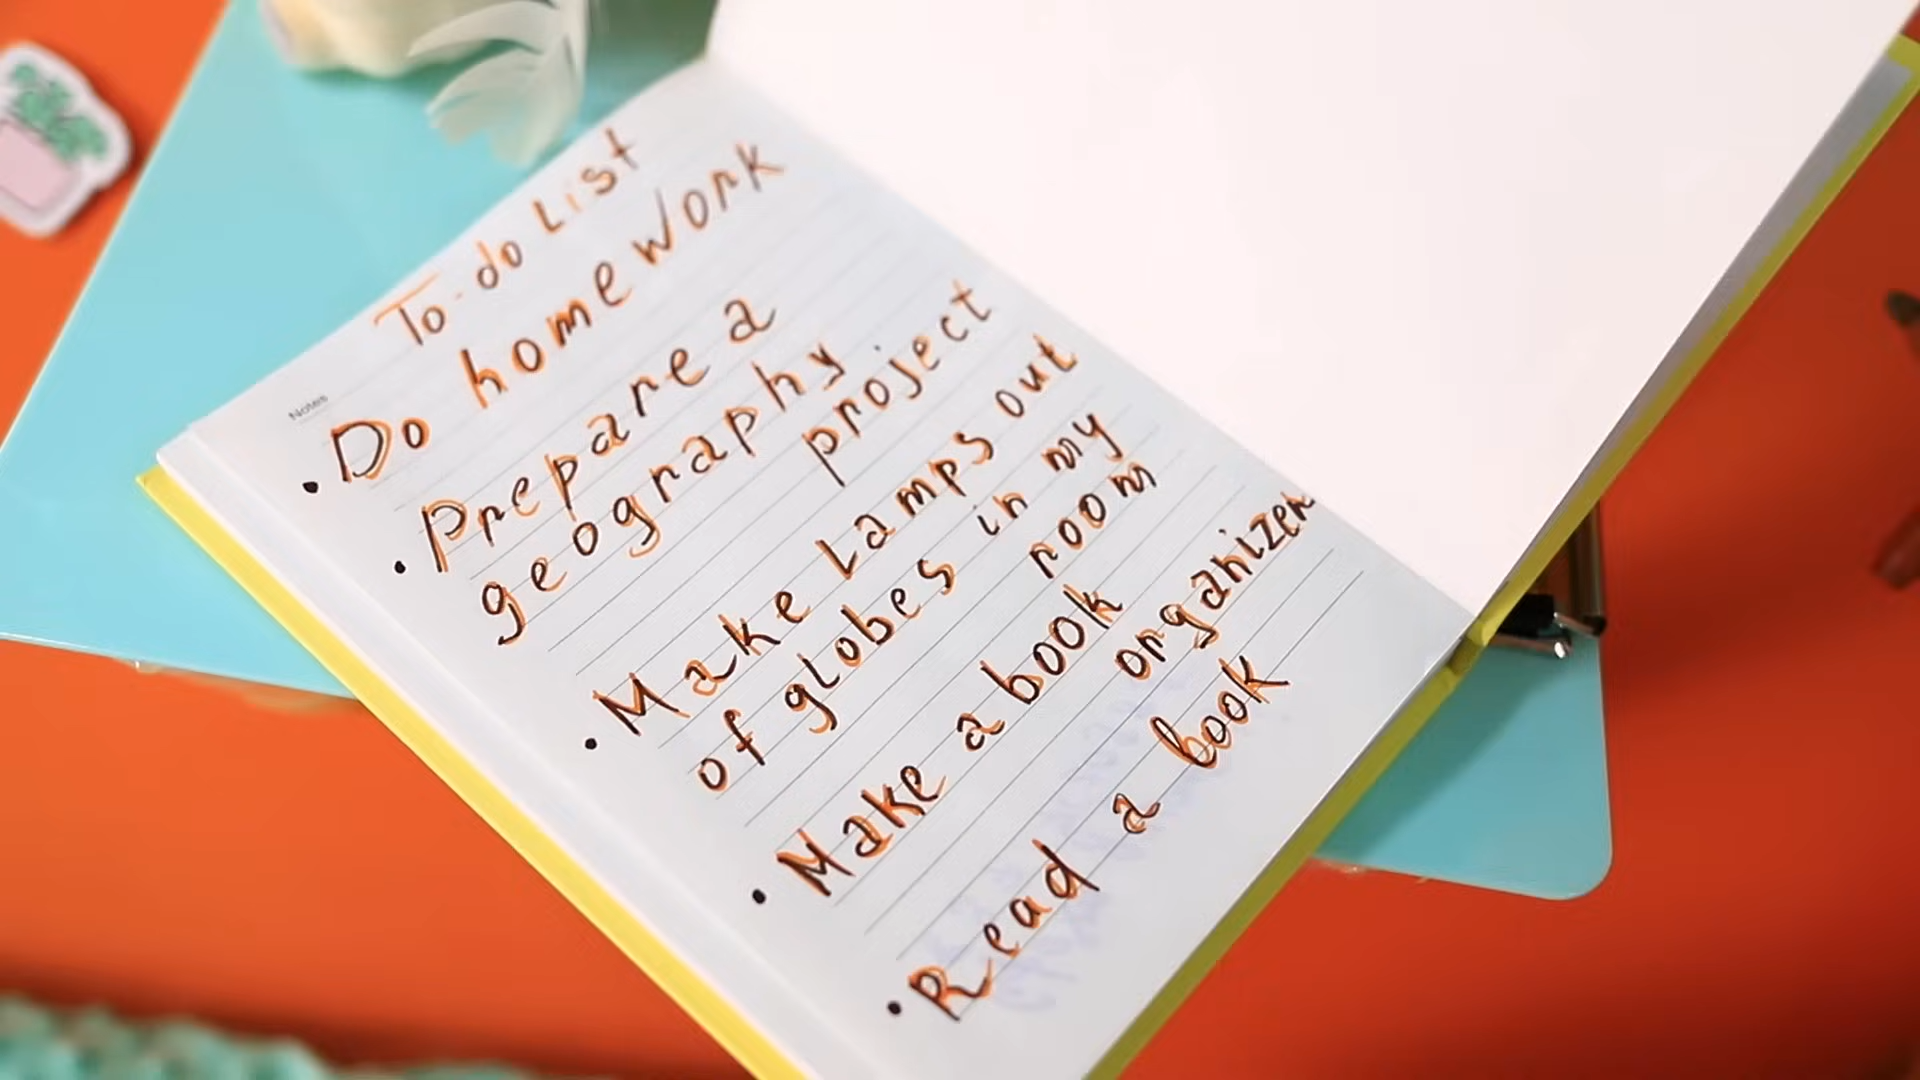 To-do List
Notes
• Do homework
• Prepare a
geography
project
• Make Lamps out
of globes in my
room
• Make a book
organizer
• Read a book